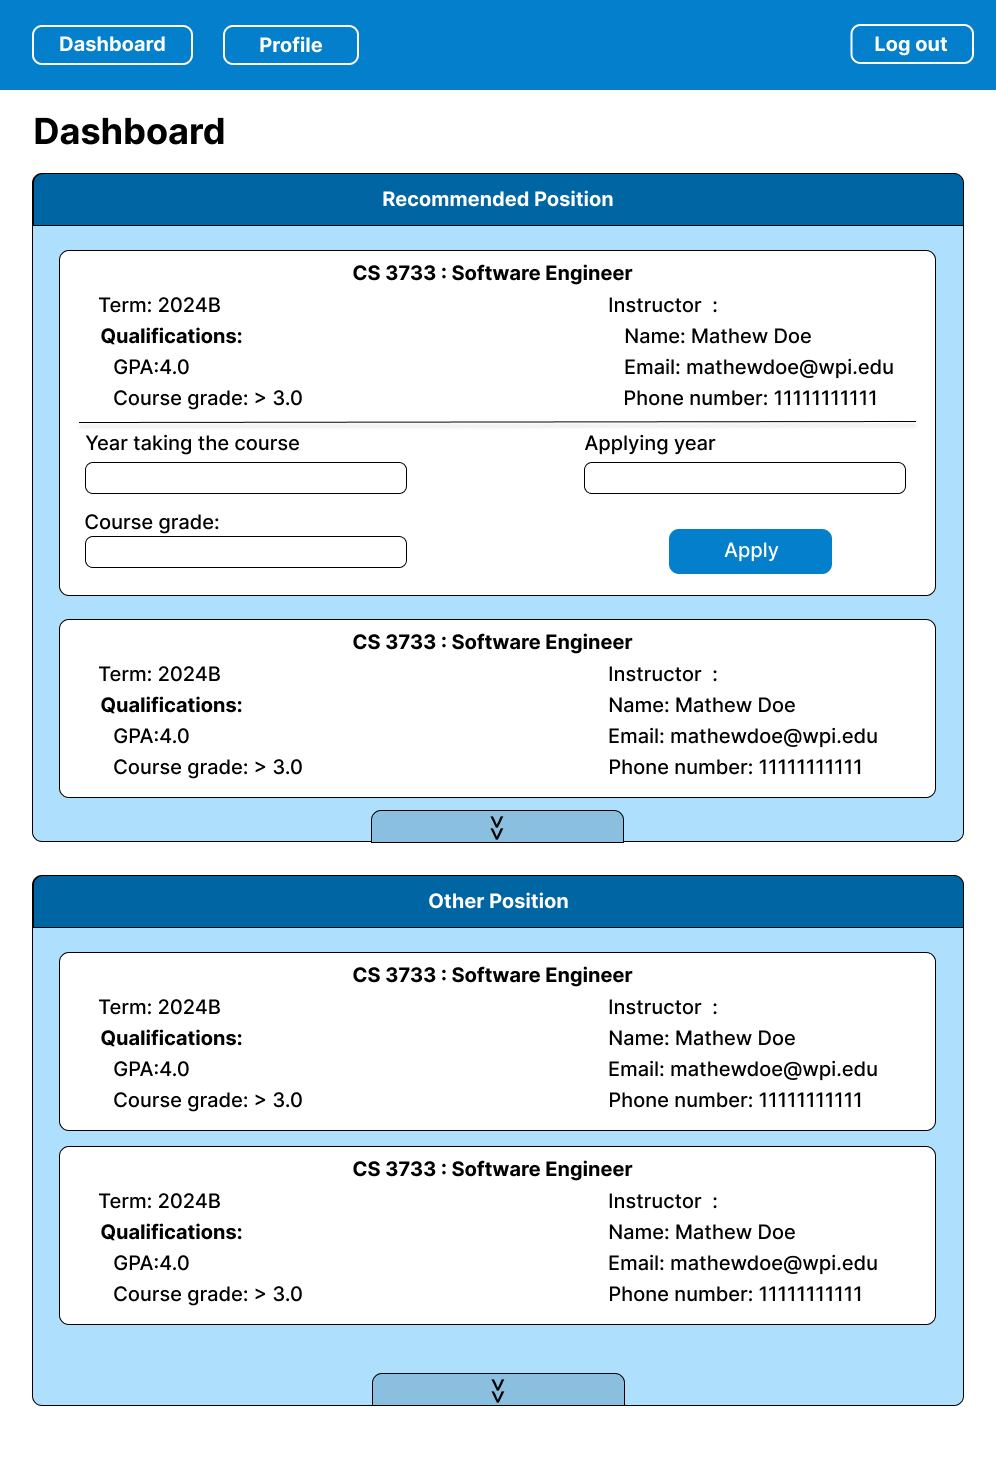 Dashboard
Profile
Log out
Dashboard
Recommended Position
CS 3733 : Software Engineer
Term: 2024B
Instructor :
Qualifications:
Name: Mathew Doe
GPA:4.0
Email: mathewdoe@wpi.edu
Course grade: > 3.0
Phone number: 11111111111
Year taking the course
Applying year
Course grade:
Apply
CS 3733 : Software Engineer
Term: 2024B
Instructor :
Qualifications:
Name: Mathew Doe
GPA:4.0
Email: mathewdoe@wpi.edu
Course grade: > 3.0
Phone number: 11111111111
Other Position
CS 3733 : Software Engineer
Term: 2024B
Instructor :
Qualifications:
Name: Mathew Doe
GPA:4.0
Email: mathewdoe@wpi.edu
Course grade: > 3.0
Phone number: 11111111111
CS 3733 : Software Engineer
Term: 2024B
Instructor :
Qualifications:
Name: Mathew Doe
GPA:4.0
Email: mathewdoe@wpi.edu
Course grade: > 3.0
Phone number: 11111111111